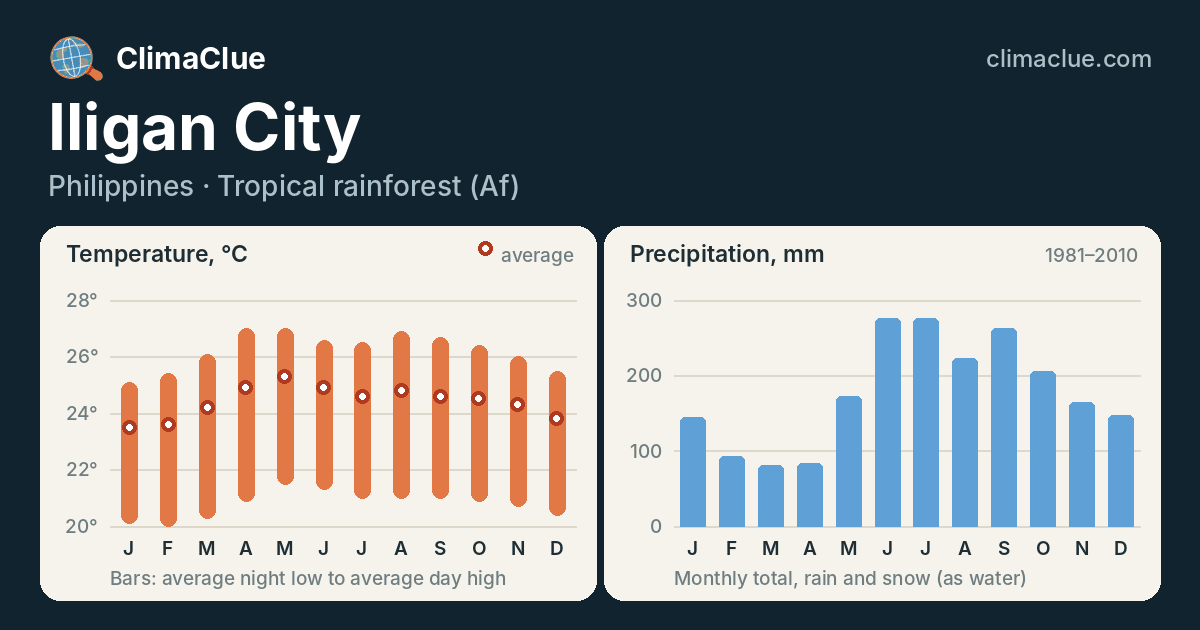 ClimaClue
climaclue.com
Iligan City
Philippines · Tropical rainforest (Af)
Temperature, °C
average
28°
26°
24°
22°
20°
J F M A M J J A S O N D
Bars: average night low to average day high
Precipitation, mm
1981–2010
300
200
100
0
J F M A M J J A S O N D
Monthly total, rain and snow (as water)